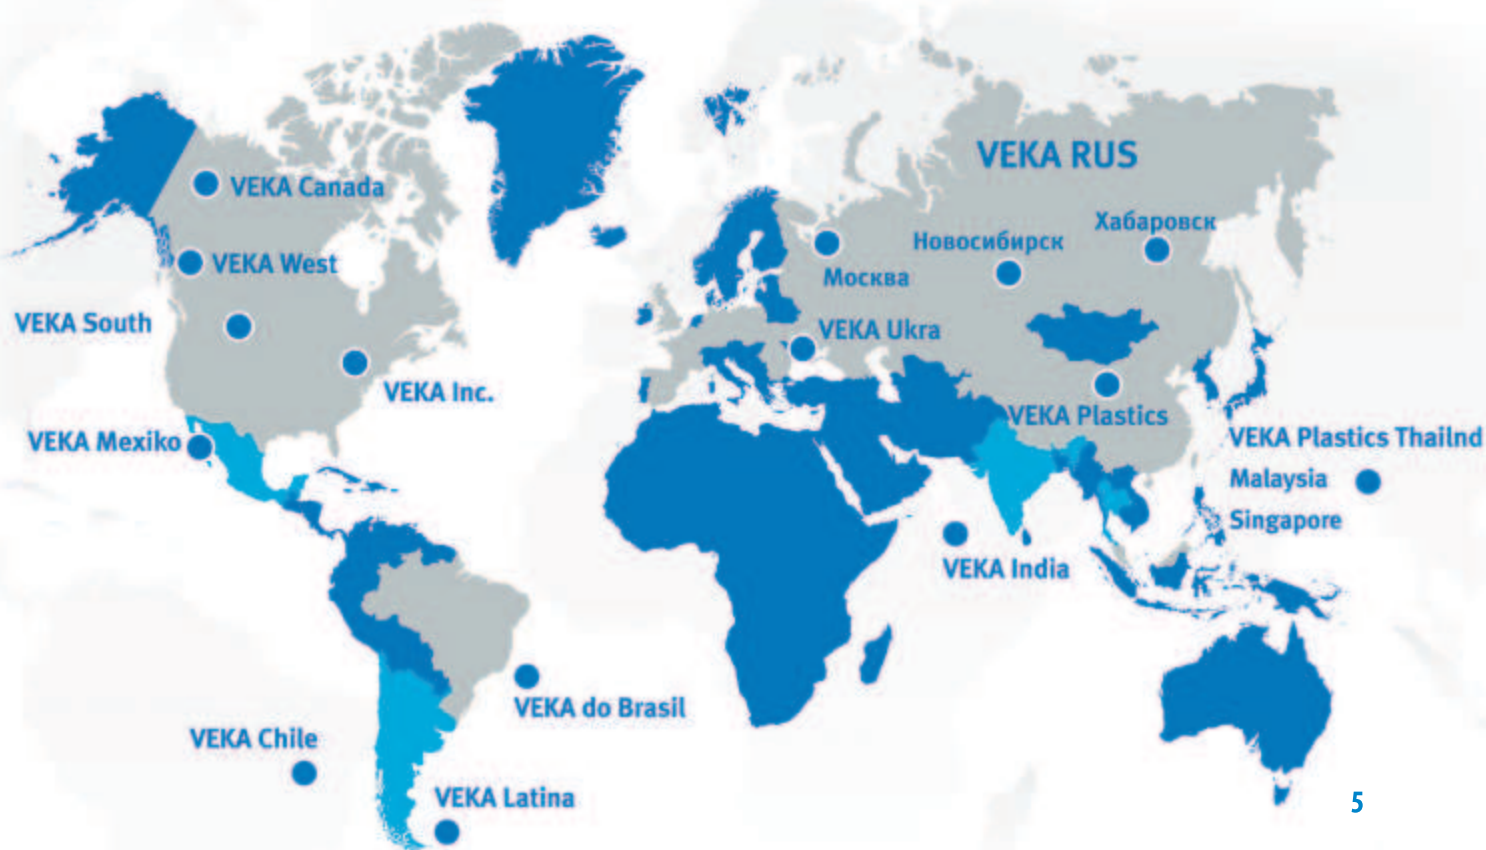 VEKA RUS
VEKA Canada
Хабаровск
Новосибирск
VEKA West
Москва
VEKA South
VEKA Ukra
VEKA Inc.
VEKA Plastics
VEKA Mexiko
VEKA Plastics Thailnd
Malaysia
Singapore
VEKA India
VEKA do Brasil
VEKA Chile
VEKA Latina
5